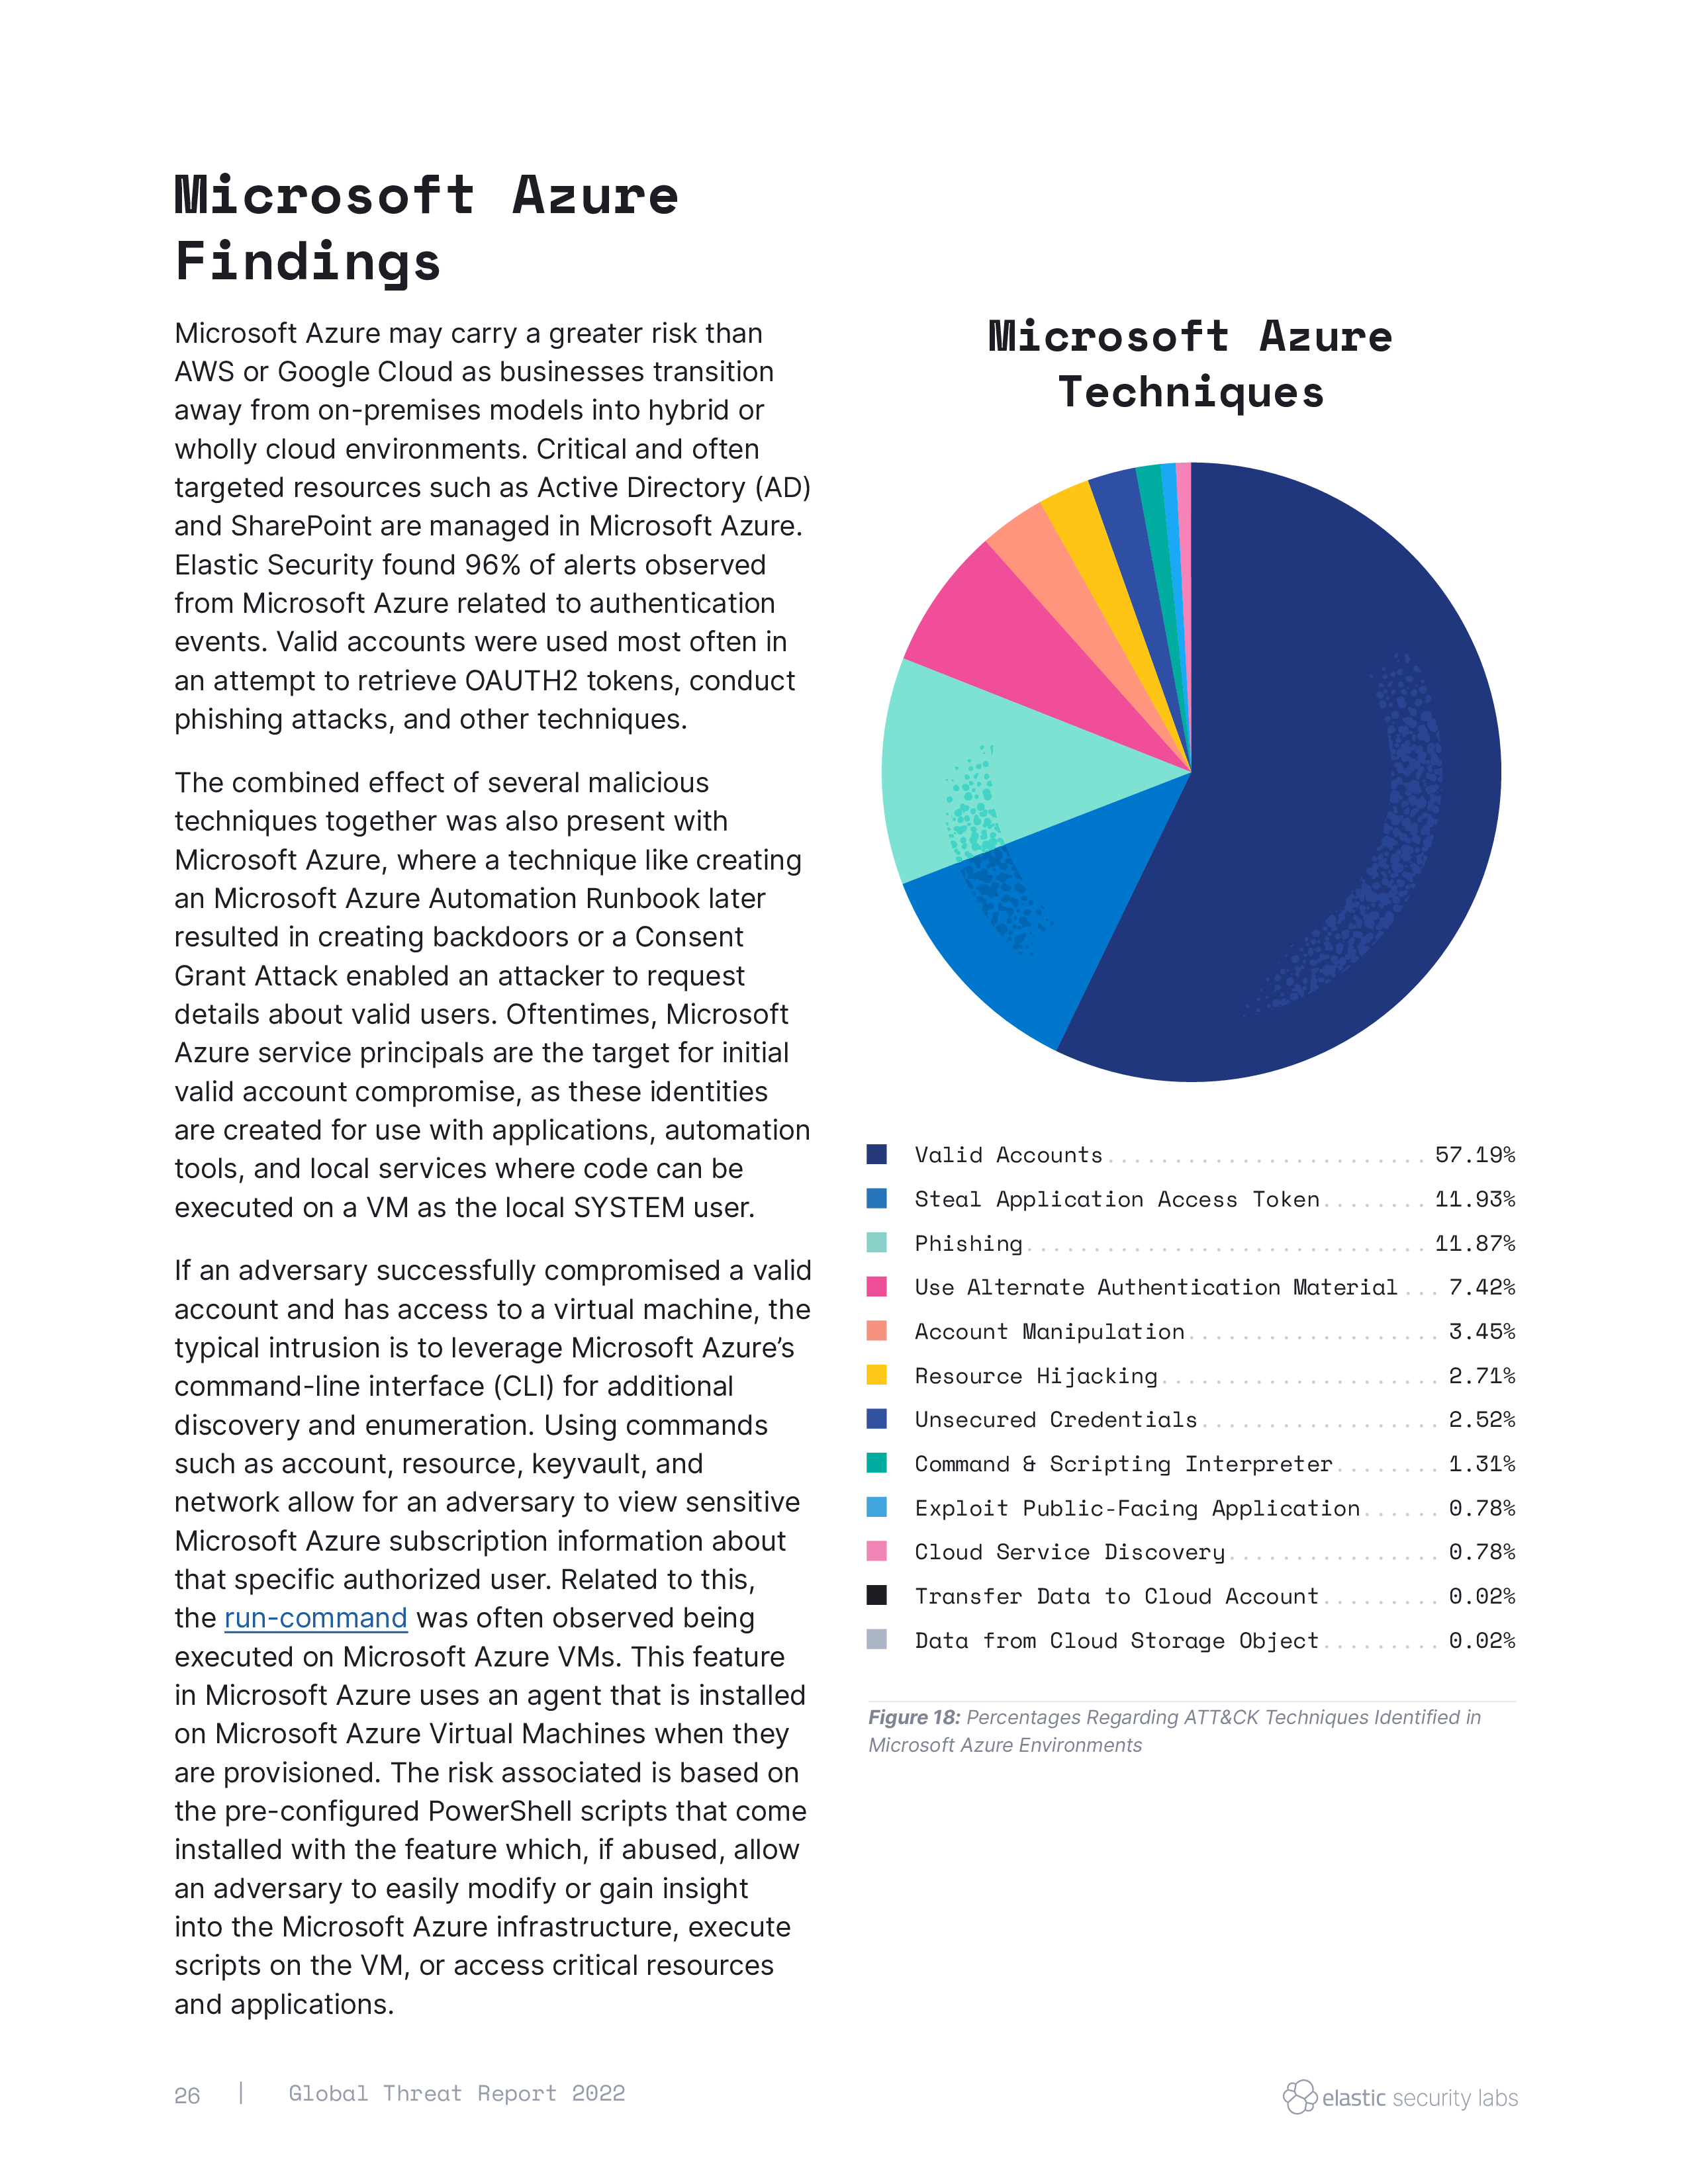 Microsoft Azure
Findings
Microsoft Azure may carry a greater risk than
AWS or Google Cloud as businesses transition
away from on-premises models into hybrid or
wholly cloud environments. Critical and often
targeted resources such as Active Directory (AD)
and SharePoint are managed in Microsoft Azure.
Elastic Security found 96% of alerts observed
from Microsoft Azure related to authentication
events. Valid accounts were used most often in
an attempt to retrieve OAUTH2 tokens, conduct
phishing attacks, and other techniques.
The combined effect of several malicious
techniques together was also present with
Microsoft Azure, where a technique like creating
an Microsoft Azure Automation Runbook later
resulted in creating backdoors or a Consent
Grant Attack enabled an attacker to request
details about valid users. Oftentimes, Microsoft
Azure service principals are the target for initial
valid account compromise, as these identities
are created for use with applications, automation
tools, and local services where code can be
executed on a VM as the local SYSTEM user.
If an adversary successfully compromised a valid
account and has access to a virtual machine, the
typical intrusion is to leverage Microsoft Azure’s
command-line interface (CLI) for additional
discovery and enumeration. Using commands
such as account, resource, keyvault, and
network allow for an adversary to view sensitive
Microsoft Azure subscription information about
that specific authorized user. Related to this,
the run-command was often observed being
executed on Microsoft Azure VMs. This feature
in Microsoft Azure uses an agent that is installed
on Microsoft Azure Virtual Machines when they
are provisioned. The risk associated is based on
the pre-configured PowerShell scripts that come
installed with the feature which, if abused, allow
an adversary to easily modify or gain insight
into the Microsoft Azure infrastructure, execute
scripts on the VM, or access critical resources
and applications.
Microsoft Azure
Techniques
Valid Accounts 57.19%
Steal Application Access Token 11.93%
Phishing 11.87%
Use Alternate Authentication Material 7.42%
Account Manipulation 3.45%
Resource Hijacking 2.71%
Unsecured Credentials 2.52%
Command & Scripting Interpreter 1.31%
Exploit Public-Facing Application 0.78%
Cloud Service Discovery 0.78%
Transfer Data to Cloud Account 0.02%
Data from Cloud Storage Object 0.02%
Figure 18: Percentages Regarding ATT&CK Techniques Identified in
Microsoft Azure Environments
26 | Global Threat Report 2022
elastic security labs